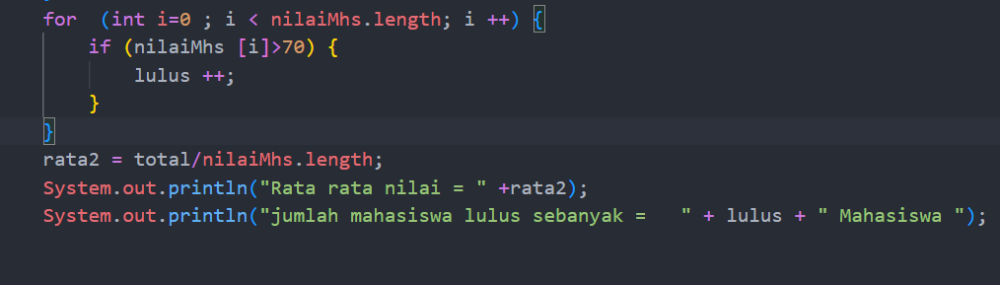 for  (int i=0 ; i < nilaiMhs.length; i ++) {
    if (nilaiMhs [i]>70) {
        lulus ++;
    }
}
rata2 = total/nilaiMhs.length;
System.out.println("Rata rata nilai = " +rata2);
System.out.println("jumlah mahasiswa lulus sebanyak =   " + lulus + " Mahasiswa ");